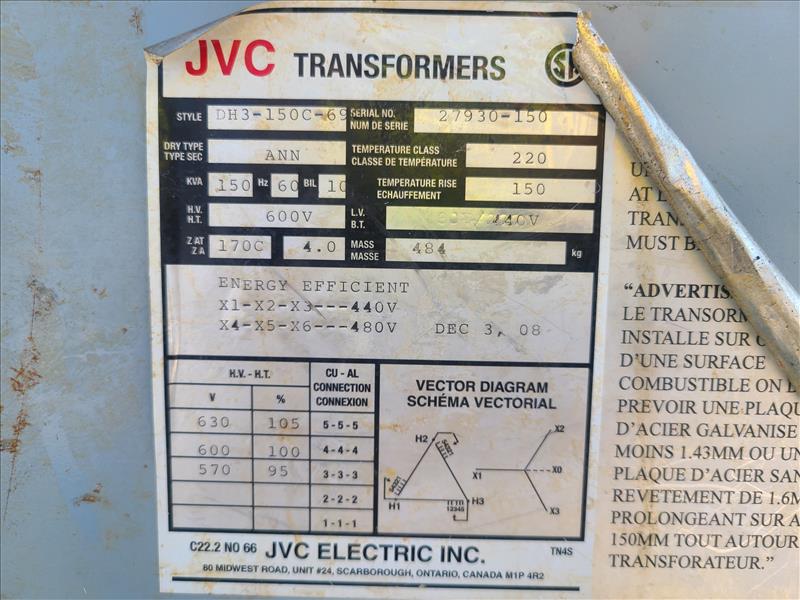 JVC TRANSFORMERS
STYLE DH3-150C-69 SERIAL NO. NUM DE SERIE 27930-150
DRY TYPE TYPE SEC ANN TEMPERATURE CLASS CLASSE DE TEMPÉRATURE 220
KVA 150 Hz 60 BIL 10 TEMPERATURE RISE ECHAUFFEMENT 150
H.V. H.T. 600V L.V. B.T. /440V
Z AT Z A 170C 4.0 MASS MASSE 484 kg
ENERGY EFFICIENT
X1-X2-X3---440V
X4-X5-X6---480V DEC 3, 08
H.V. - H.T. CU - AL CONNECTION CONNEXION
V %
630 105 5-5-5
600 100 4-4-4
570 95 3-3-3
2-2-2
1-1-1
VECTOR DIAGRAM
SCHÉMA VECTORIAL
H2
54321
H1
54321
H3
12345
X2
X1
X0
X3
C22.2 NO 66 JVC ELECTRIC INC. TN4S
60 MIDWEST ROAD, UNIT #24, SCARBOROUGH, ONTARIO, CANADA M1P 4R2
AT
TRAN
MUST B
“ADVERTIS
LE TRANSORM
INSTALLE SUR
D’UNE SURFACE
COMBUSTIBLE ON
PREVOIR UNE PLAQU
D’ACIER GALVANISE
MOINS 1.43MM OU UN
PLAQUE D’ACIER SAN
REVETEMENT DE 1.6M
PROLONGEANT SUR A
150MM TOUT AUTOUR
TRANSFORATEUR.”